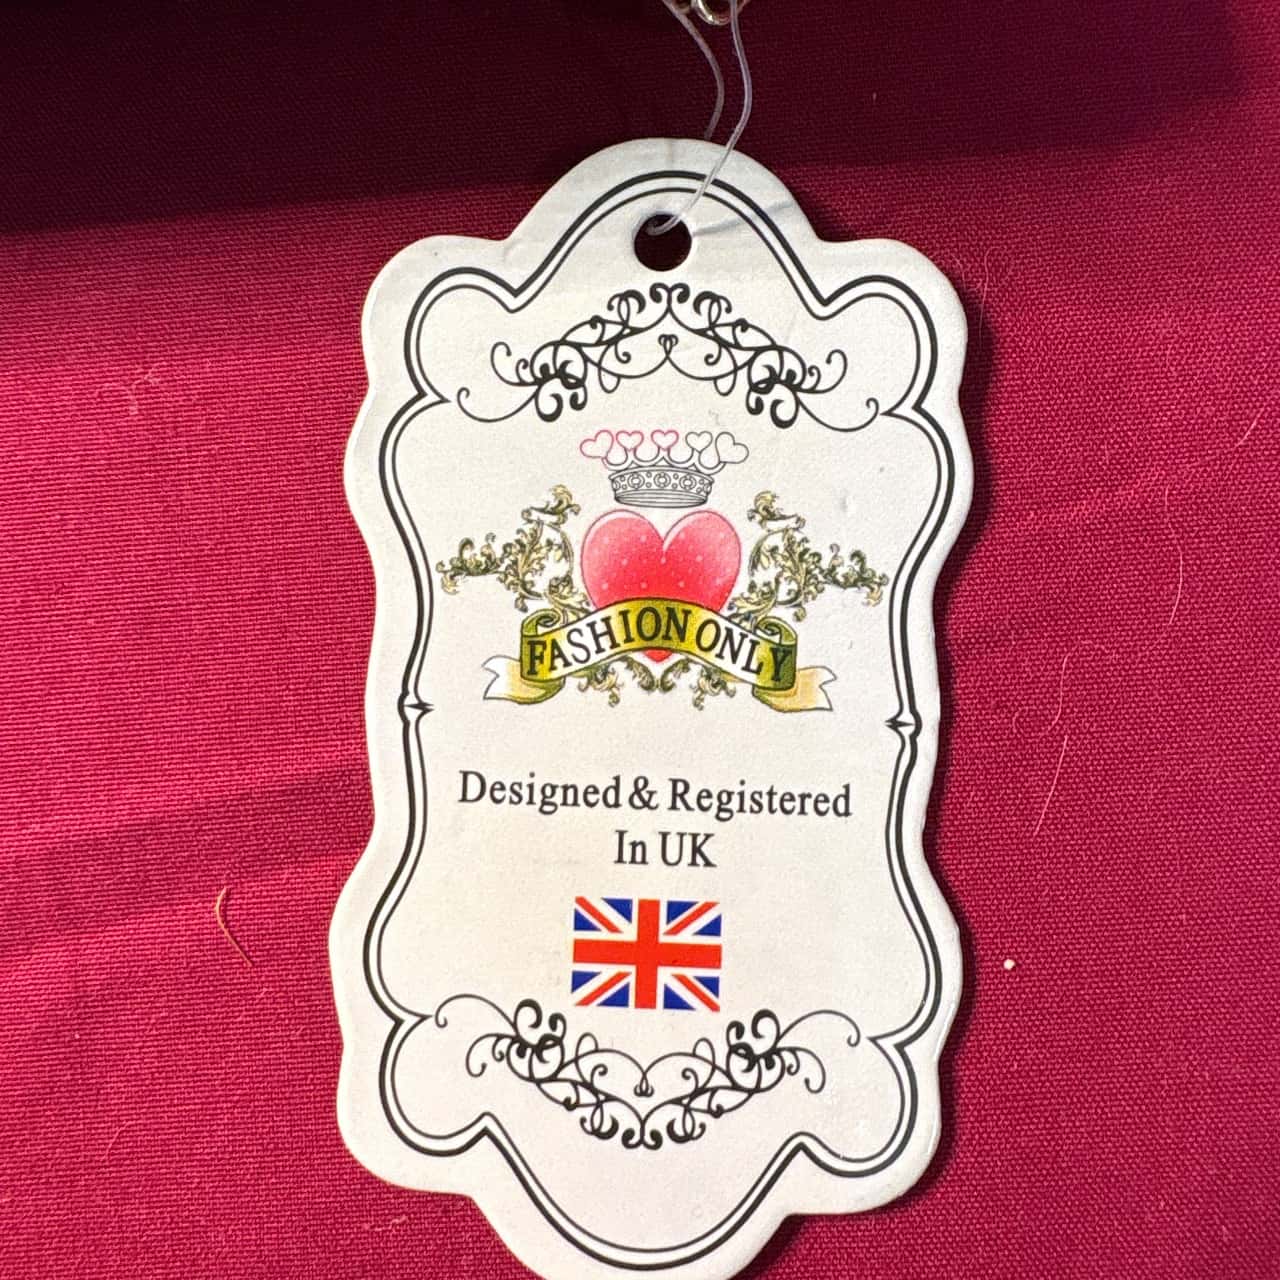 FASHION ONLY
Designed & Registered
In UK